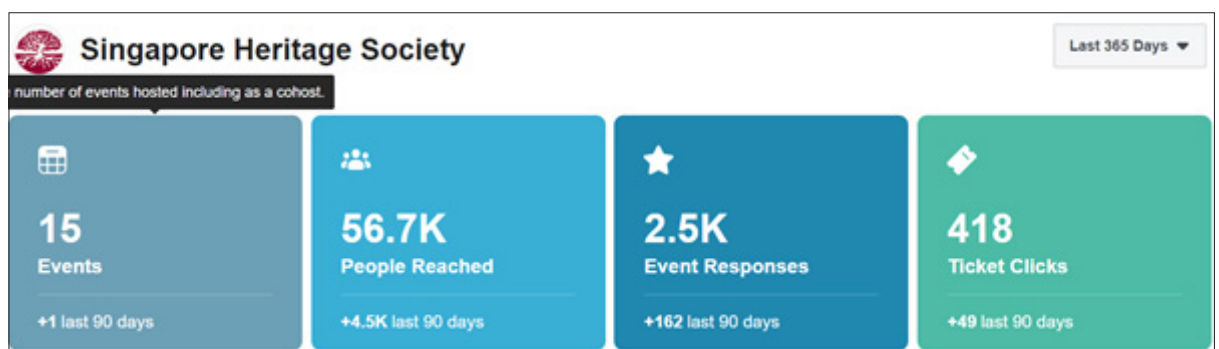 Singapore Heritage Society
Last 365 Days
number of events hosted including as a cohost.
15
Events
+1 last 90 days
56.7K
People Reached
+4.5K last 90 days
2.5K
Event Responses
+162 last 90 days
418
Ticket Clicks
+49 last 90 days